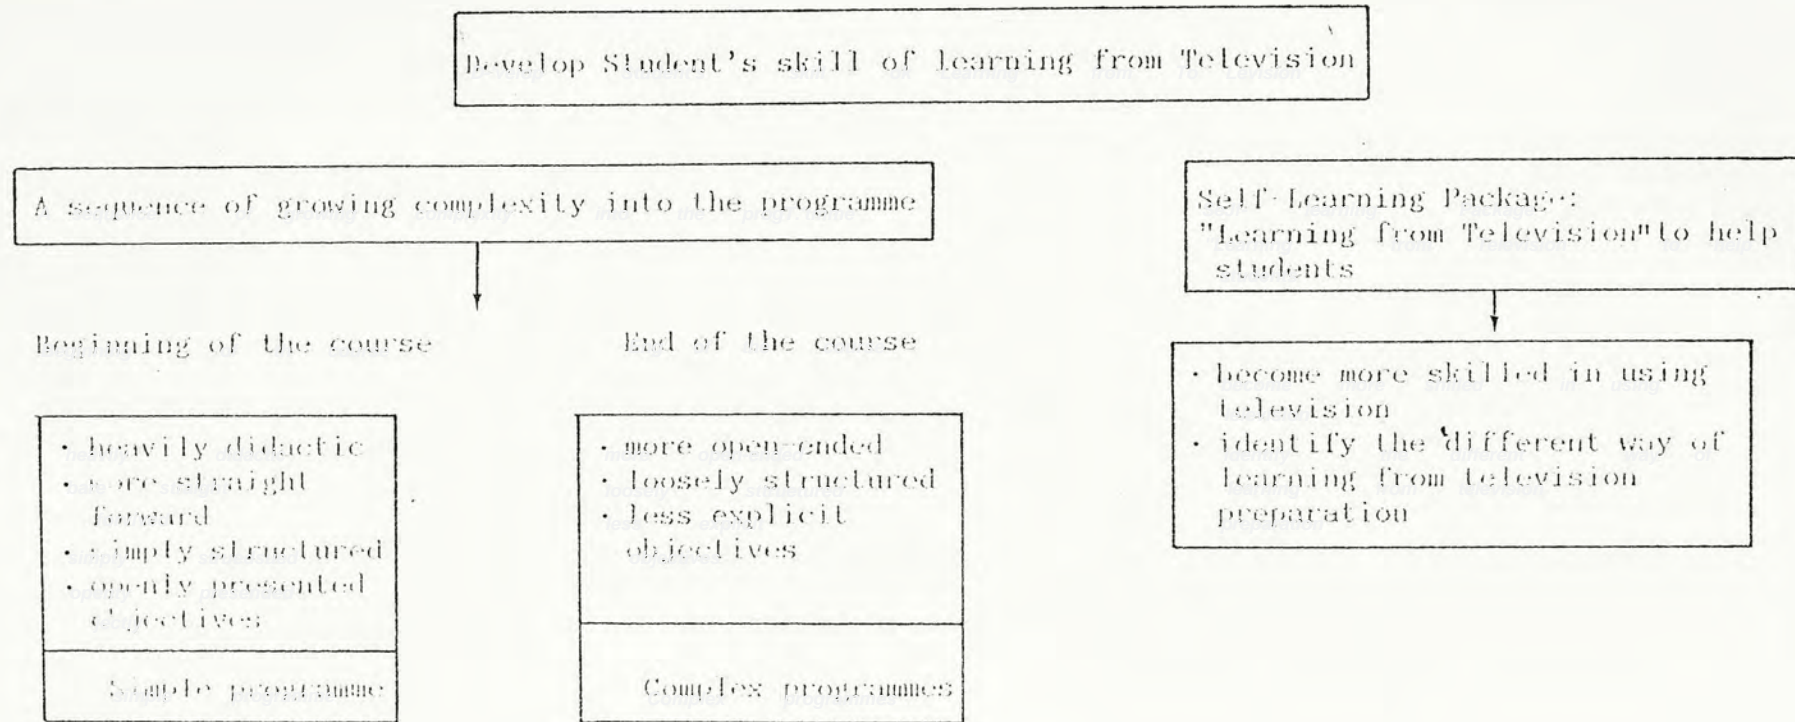 Develop Student's skill of learning from Television
A sequence of growing complexity into the programme
Beginning of the course
· heavily didactic
· more straight
forward
· simply structured
· openly presented
objectives
Simple programme
End of the course
· more open-ended
· loosely structured
· less explicit
objectives
Complex programmes
Self-Learning Package:
"Learning from Television" to help
students
· become more skilled in using
television
· identify the different way of
learning from television
preparation